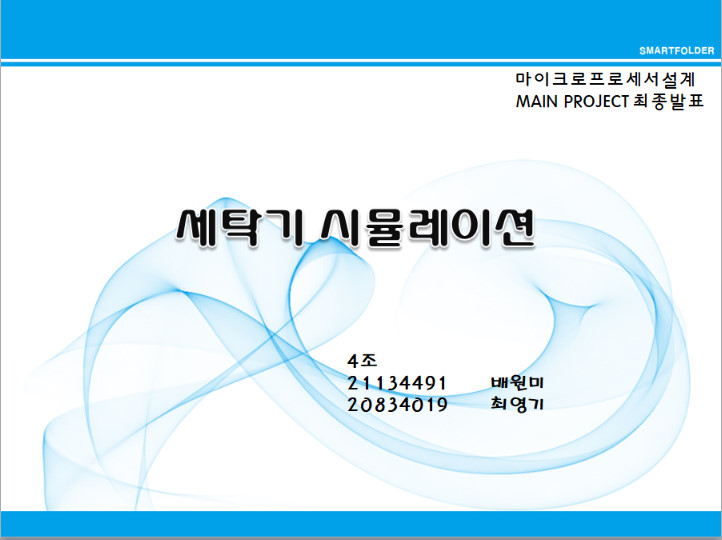 SMARTFOLDER
마이크로프로세서설계
MAIN PROJECT 최종발표
세탁기 시뮬레이션
4조
21134491 배원미
20834019 최영기